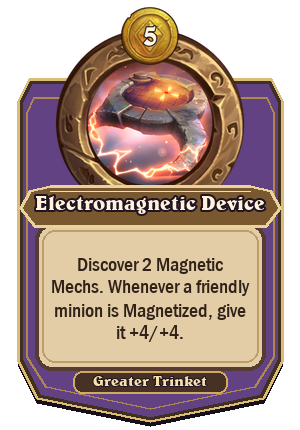 5
Electromagnetic Device
Discover 2 Magnetic
Mechs. Whenever a friendly
minion is Magnetized, give
it +4/+4.
Greater Trinket